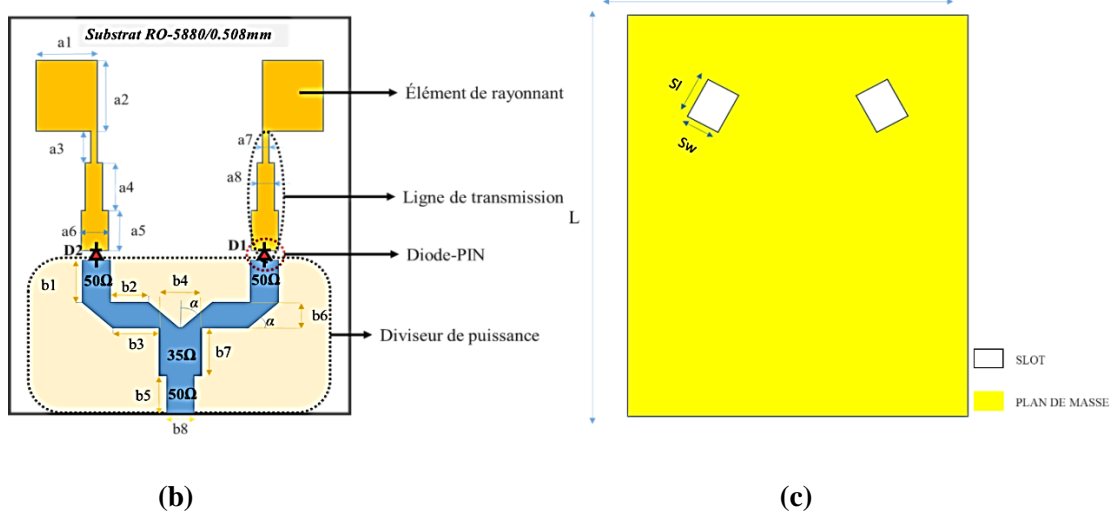 Substrat RO-5880/0.508mm
a1
a2
a3
a4
a5
a6
a7
a8
D2
D1
50Ω
50Ω
b1
b2
b4
α
α
b6
b3
b7
35Ω
b5
50Ω
b8
Élément de rayonnant
Ligne de transmission
Diode-PIN
Diviseur de puissance
(b)
Sl
Sw
L
SLOT
PLAN DE MASSE
(c)